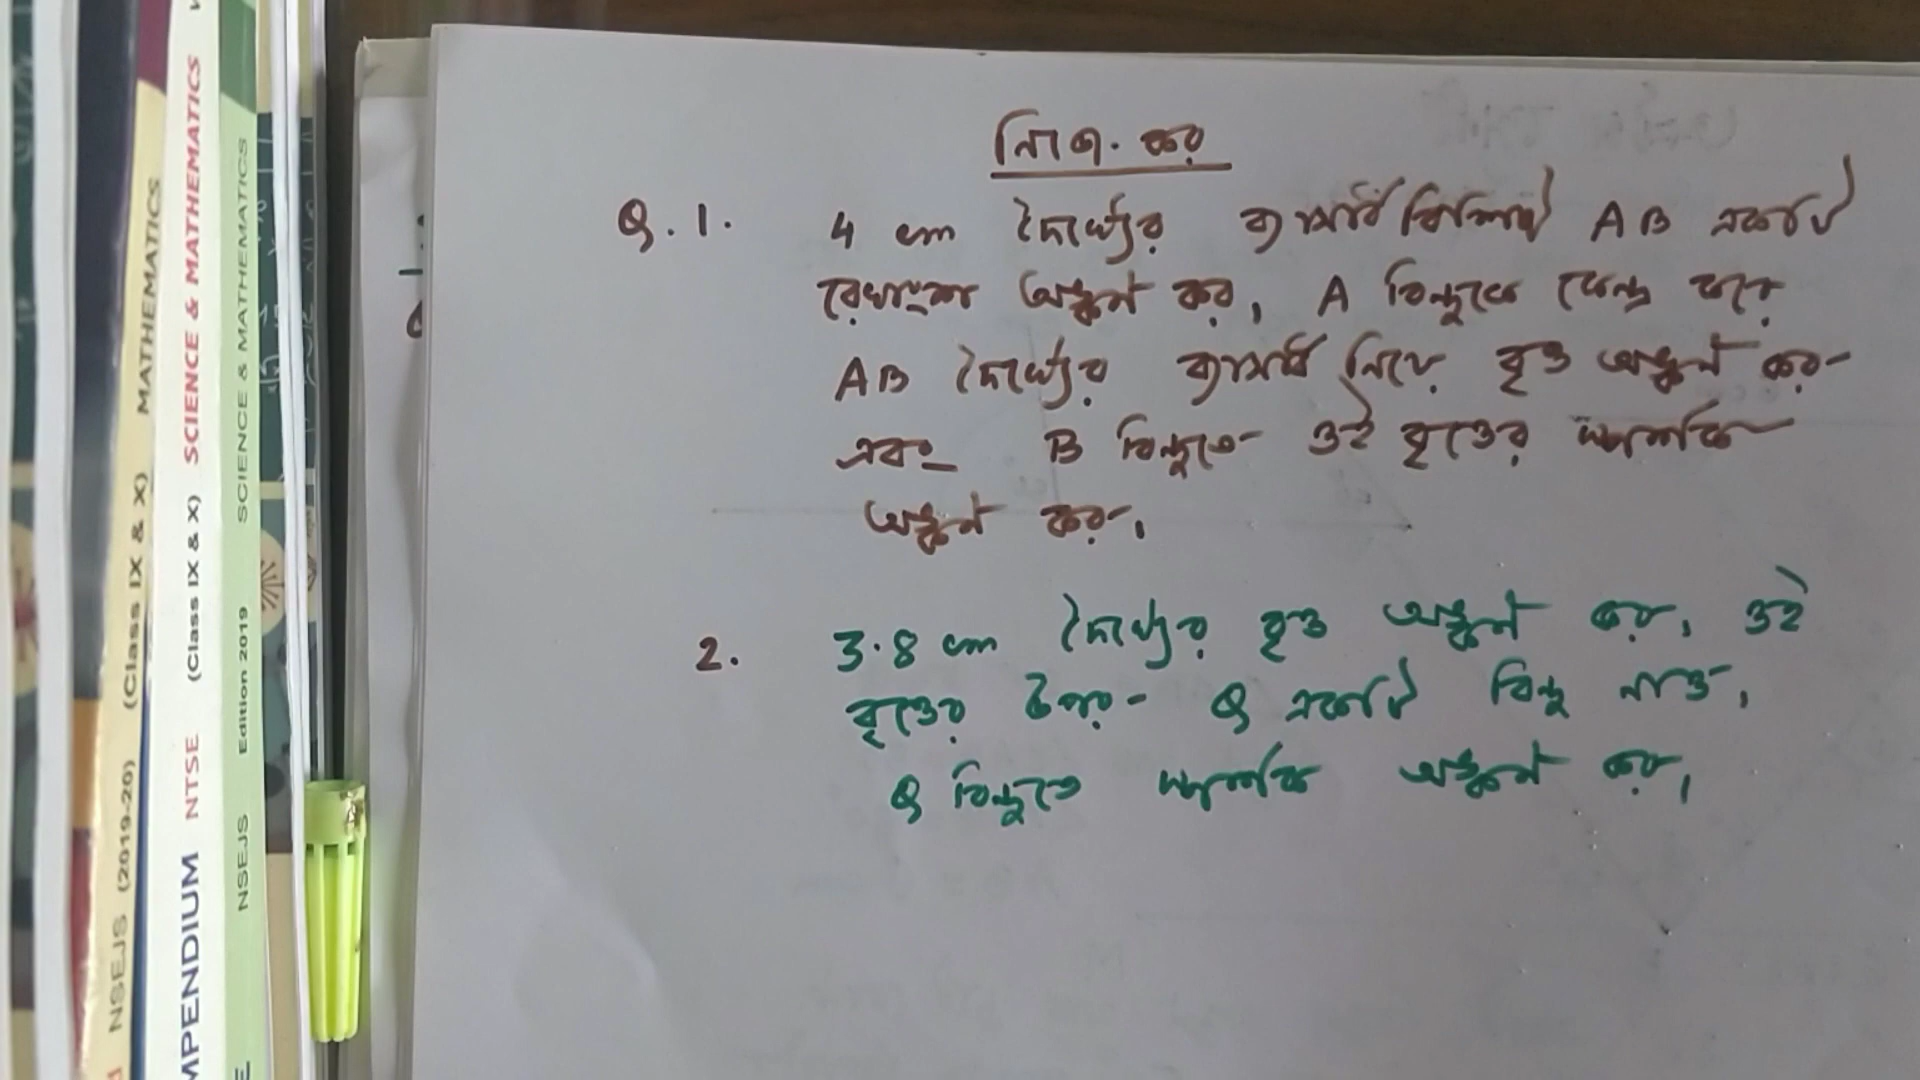 নিজে কর
Q.1. 4 cm দৈর্ঘ্যের ব্যাসার্ধ বিশিষ্ট AB একটি
রেখাংশ অঙ্কন কর, A বিন্দুকে কেন্দ্র করে
AB দৈর্ঘ্যের ব্যাসার্ধ নিয়ে বৃত্ত অঙ্কন কর
এবং B বিন্দুতে ওই বৃত্তের স্পর্শক
অঙ্কন কর।
2. 3.8 cm দৈর্ঘ্যের বৃত্ত অঙ্কন কর, ওই
বৃত্তের উপর Q একটি বিন্দু নাও,
Q বিন্দুতে স্পর্শক অঙ্কন কর,
NSEJS (2019-20) (Class IX & X) MATHEMATICS
MPENDIUM NTSE (Class IX & X) SCIENCE & MATHEMATICS
NSEJS Edition 2019 SCIENCE & MATHEMATICS